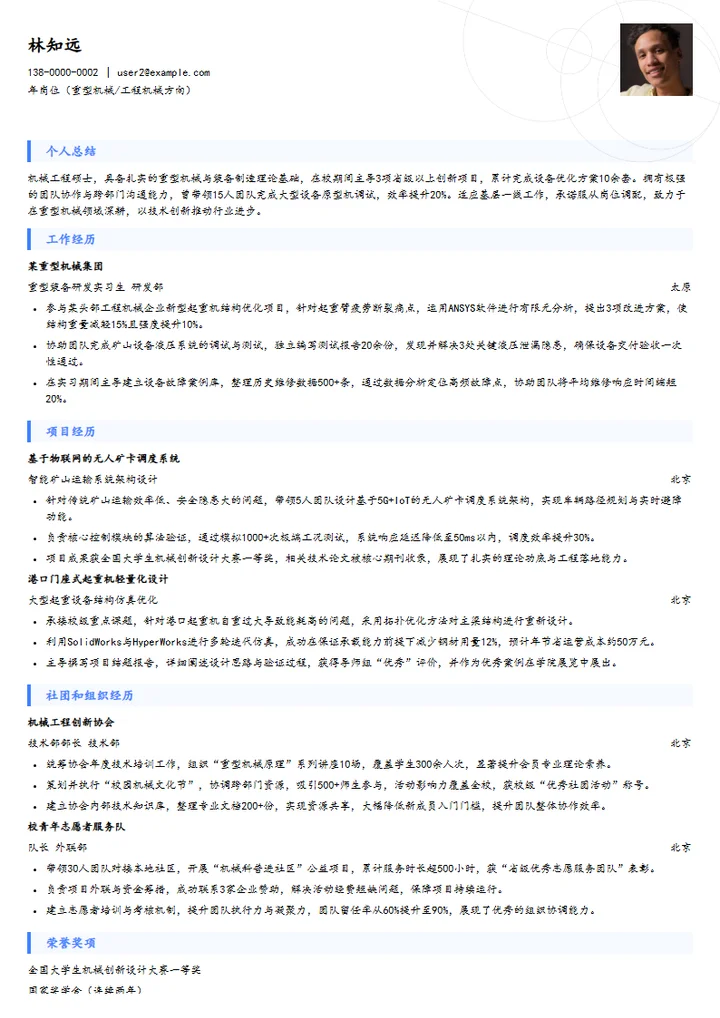 林知远
138-0000-0002 | user2@example.com
年岗位（重型机械/工程机械方向）
个人总结
机械工程硕士，具备扎实的重型机械与装备制造理论基础，在校期间主导3项省级以上创新项目，累计完成设备优化方案10余套。拥有极强
的团队协作与跨部门沟通能力，曾带领15人团队完成大型设备原型机调试，效率提升20%。适应基层一线工作，承诺服从岗位调配，致力于
在重型机械领域深耕，以技术创新推动行业进步。
工作经历
某重型机械集团
重型装备研发实习生 研发部 太原
• 参与某头部工程机械企业新型起重机结构优化项目，针对起重臂疲劳断裂痛点，运用ANSYS软件进行有限元分析，提出3项改进方案，使
结构重量减轻15%且强度提升10%。
• 协助团队完成矿山设备液压系统的调试与测试，独立编写测试报告20余份，发现并解决3处关键液压泄漏隐患，确保设备交付验收一次
性通过。
• 在实习期间主导建立设备故障案例库，整理历史维修数据500+条，通过数据分析定位高频故障点，协助团队将平均维修响应时间缩短
20%。
项目经历
基于物联网的无人矿卡调度系统
智能矿山运输系统架构设计 北京
• 针对传统矿山运输效率低、安全隐患大的问题，带领5人团队设计基于5G+IoT的无人矿卡调度系统架构，实现车辆路径规划与实时避障
功能。
• 负责核心控制模块的算法验证，通过模拟1000+次极端工况测试，系统响应延迟降低至50ms以内，调度效率提升30%。
• 项目成果获全国大学生机械创新设计大赛一等奖，相关技术论文被核心期刊收录，展现了扎实的理论功底与工程落地能力。
港口门座式起重机轻量化设计
大型起重设备结构仿真优化 北京
• 承接校级重点课题，针对港口起重机自重过大导致能耗高的问题，采用拓扑优化方法对主梁结构进行重新设计。
• 利用SolidWorks与HyperWorks进行多轮迭代仿真，成功在保证承载能力前提下减少钢材用量12%，预计年节省运营成本约50万元。
• 主导撰写项目结题报告，详细阐述设计思路与验证过程，获得导师组“优秀”评价，并作为优秀案例在学院展览中展出。
社团和组织经历
机械工程创新协会
技术部部长 技术部 北京
• 统筹协会年度技术培训工作，组织“重型机械原理”系列讲座10场，覆盖学生300余人次，显著提升会员专业理论素养。
• 策划并执行“校园机械文化节”，协调跨部门资源，吸引500+师生参与，活动影响力覆盖全校，获校级“优秀社团活动”称号。
• 建立协会内部技术知识库，整理专业文档200+份，实现资源共享，大幅降低新成员入门门槛，提升团队整体协作效率。
校青年志愿者服务队
队长 外联部 北京
• 带领30人团队对接本地社区，开展“机械科普进社区”公益项目，累计服务时长超500小时，获“省级优秀志愿服务团队”表彰。
• 负责项目外联与资金筹措，成功联系3家企业赞助，解决活动经费短缺问题，保障项目持续运行。
• 建立志愿者培训与考核机制，提升团队执行力与凝聚力，团队留任率从60%提升至90%，展现了优秀的组织协调能力。
荣誉奖项
全国大学生机械创新设计大赛一等奖
国家奖学金（连续两年）